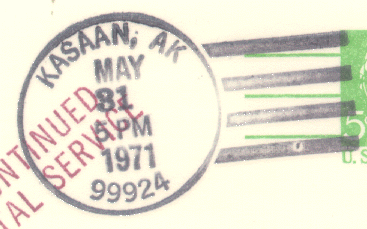 KASAAN, AK
MAY
31
5 PM
1971
99924
NTINUED
AL SERVICE
5
U.S